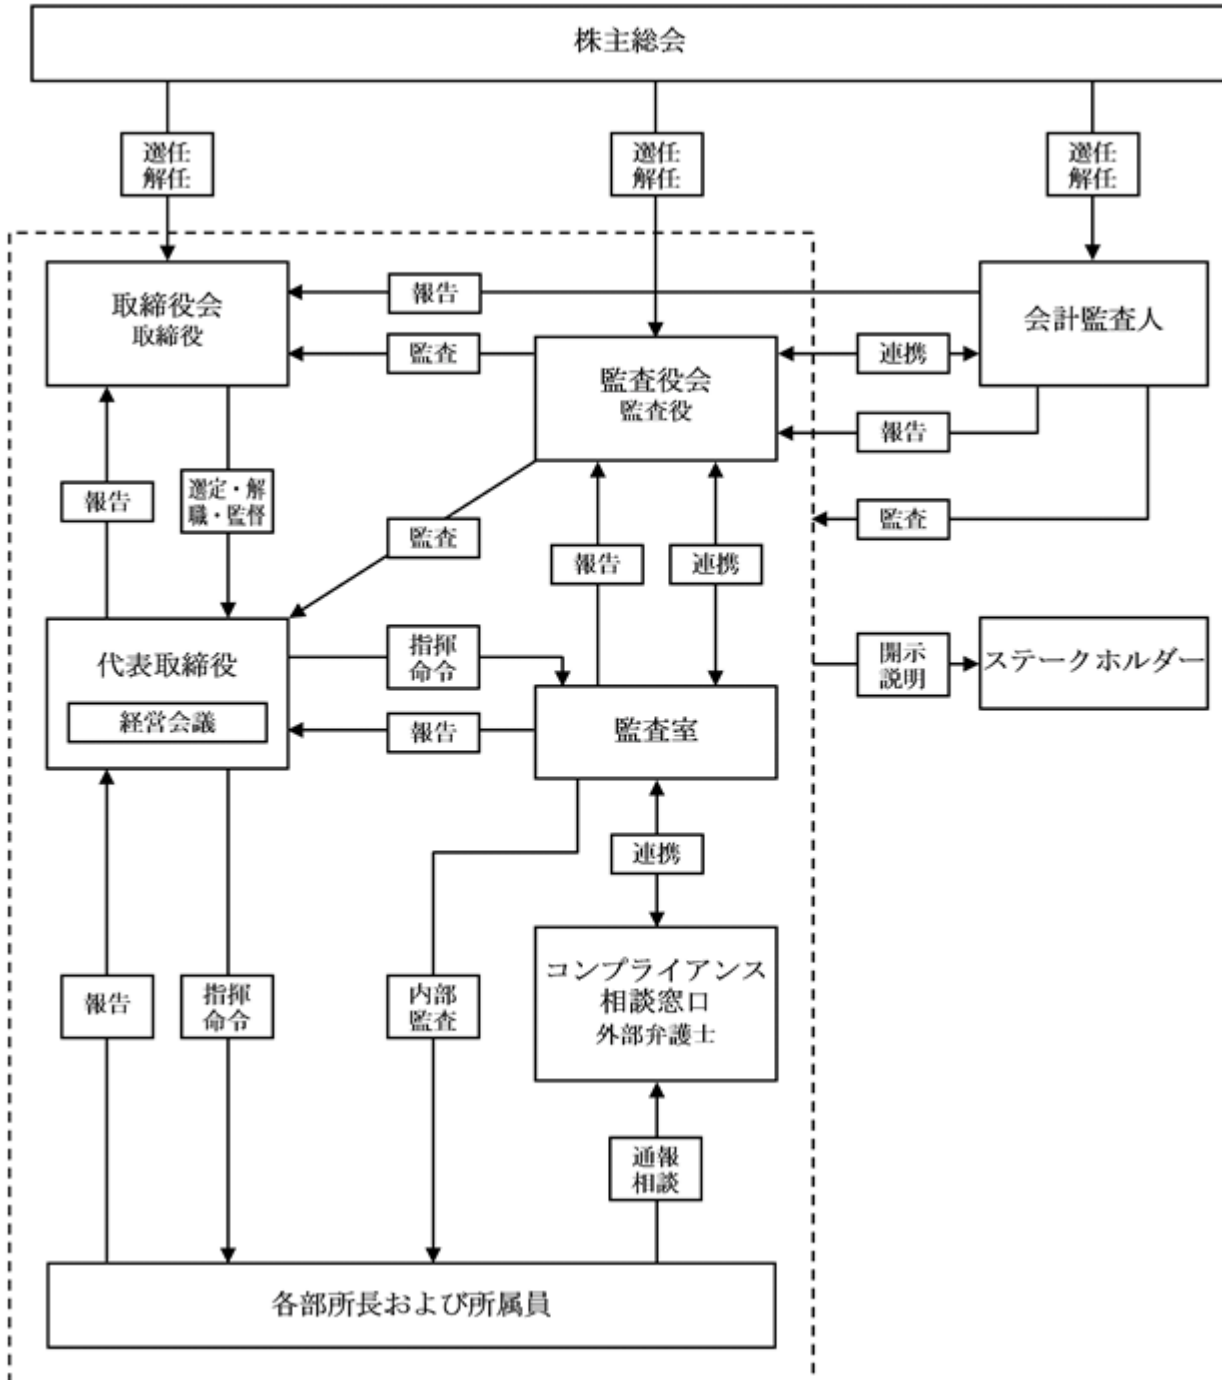 株主総会
選任
解任
選任
解任
選任
解任
取締役会
取締役
報告
会計監査人
監査
監査役会
監査役
連携
報告
報告
選定・解
職・監督
監査
監査
報告
連携
代表取締役
経営会議
指揮
命令
報告
監査室
開示
説明
ステークホルダー
連携
コンプライアンス
相談窓口
外部弁護士
報告
指揮
命令
内部
監査
通報
相談
各部所長および所属員